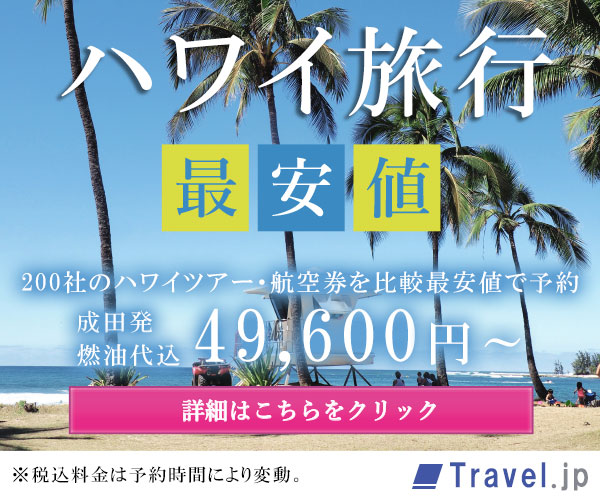 ハワイ旅行
最安値
200社のハワイツアー・航空券を比較最安値で予約
成田発
燃油代込 49,600円～
詳細はこちらをクリック
※税込料金は予約時間により変動。
Travel.jp